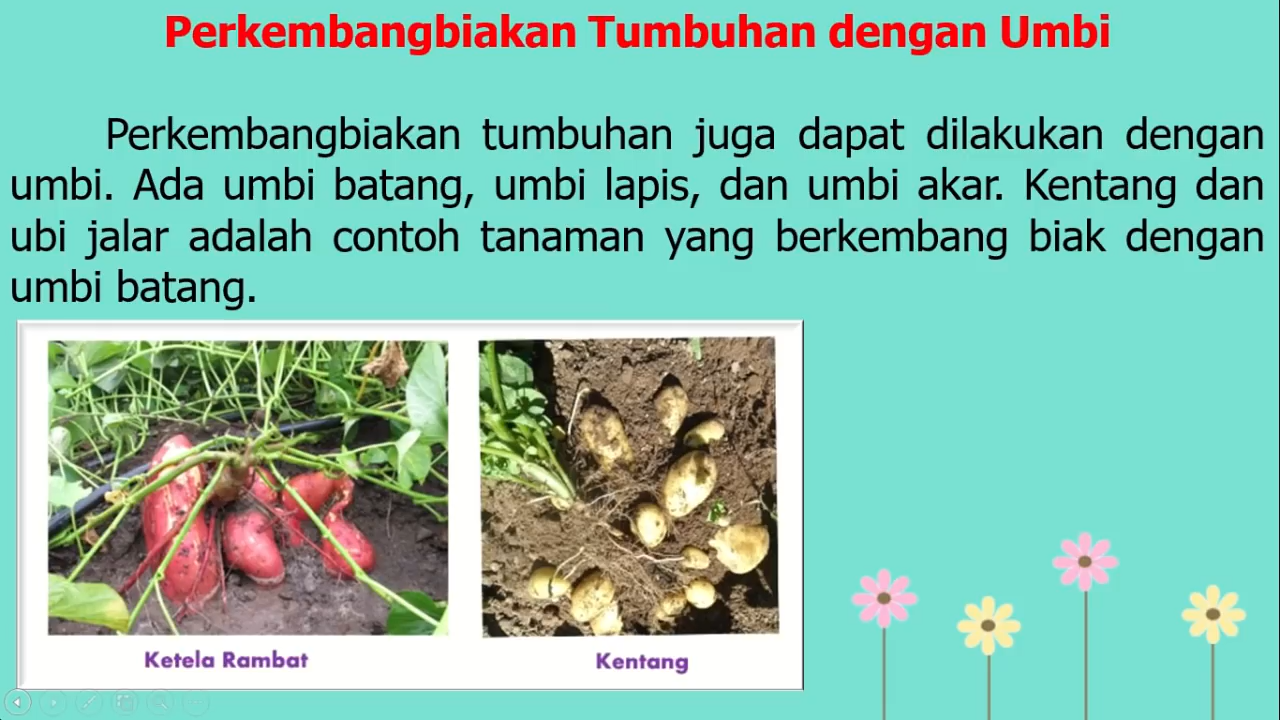 Perkembangbiakan Tumbuhan dengan Umbi
Perkembangbiakan tumbuhan juga dapat dilakukan dengan
umbi. Ada umbi batang, umbi lapis, dan umbi akar. Kentang dan
ubi jalar adalah contoh tanaman yang berkembang biak dengan
umbi batang.
Ketela Rambat
Kentang